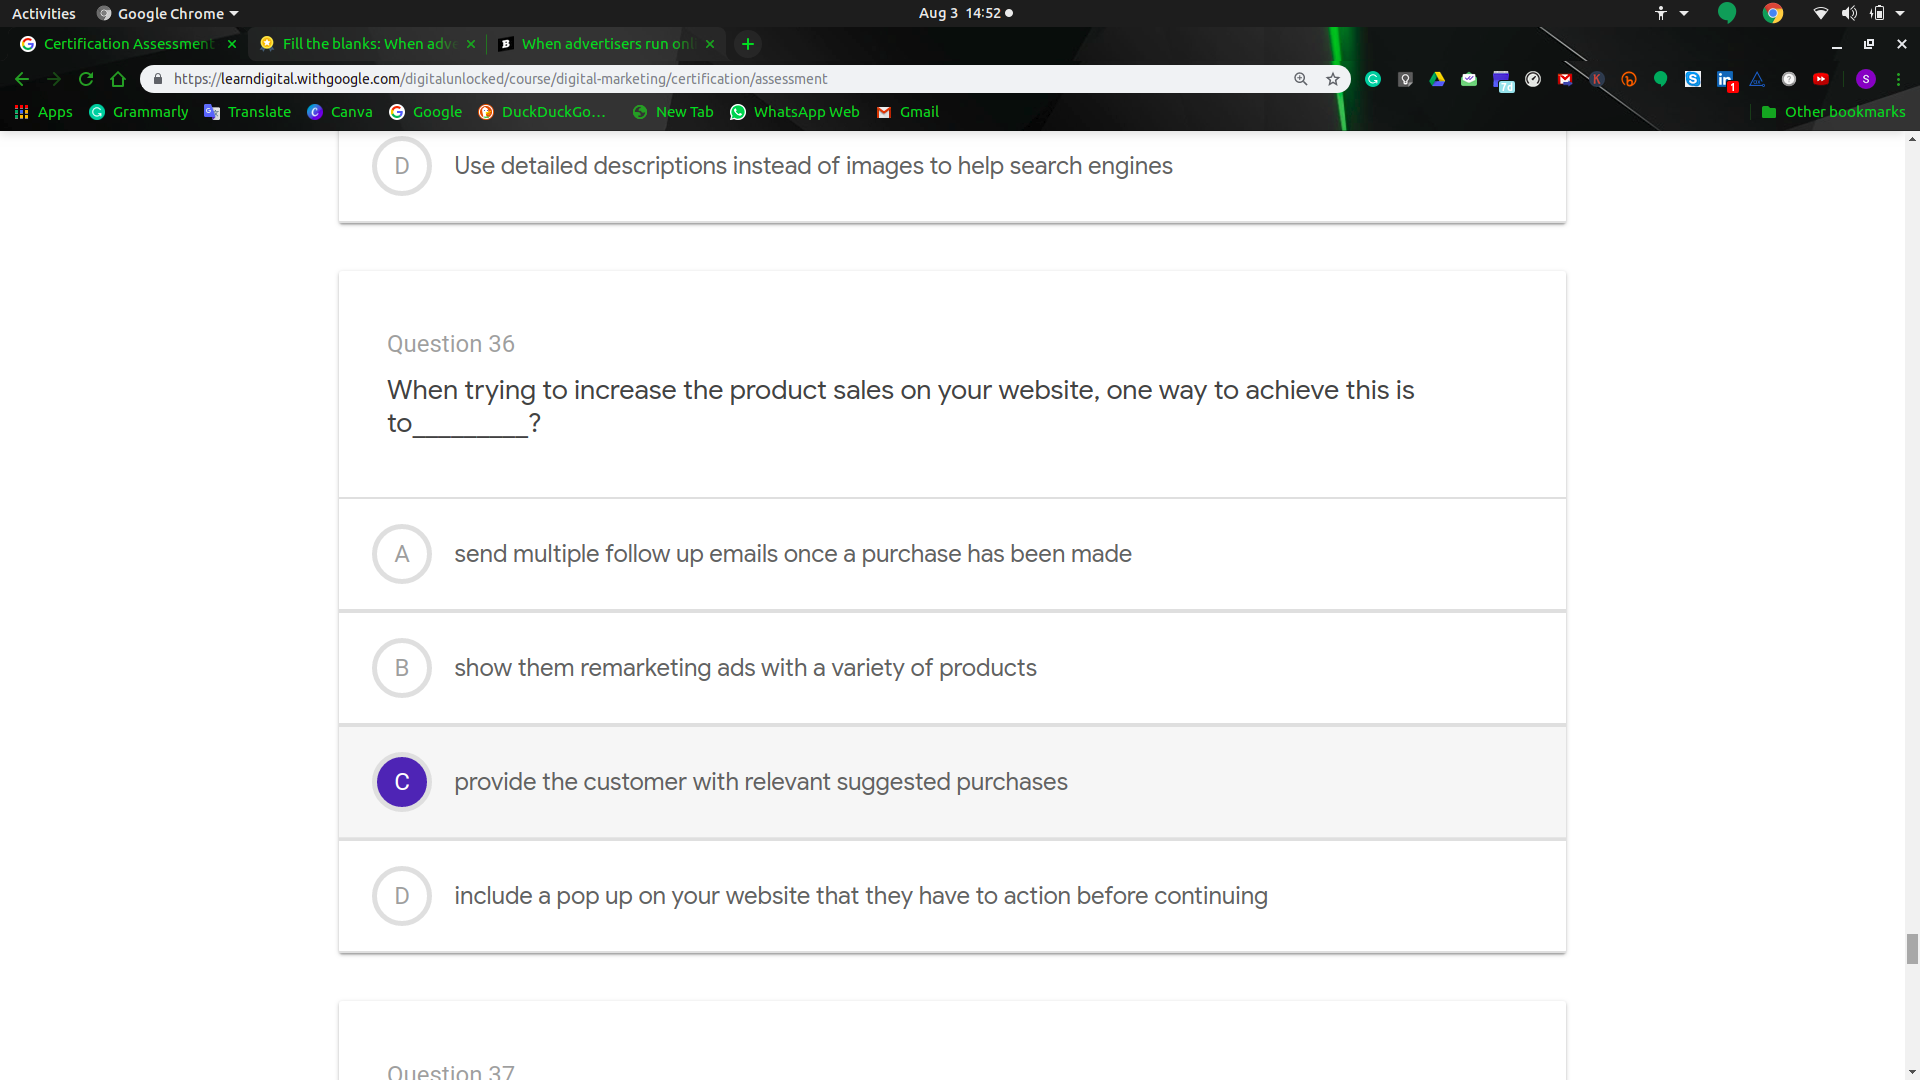 Activities
Google Chrome
Aug 3 14:52
Certification Assessment
Fill the blanks: When adve
When advertisers run onl
https://learndigital.withgoogle.com/digitalunlocked/course/digital-marketing/certification/assessment
7d
1
S
Apps
Grammarly
Translate
Canva
Google
DuckDuckGo...
New Tab
WhatsApp Web
Gmail
Other bookmarks
D
Use detailed descriptions instead of images to help search engines
Question 36
When trying to increase the product sales on your website, one way to achieve this is
to_________?
A
send multiple follow up emails once a purchase has been made
B
show them remarketing ads with a variety of products
C
provide the customer with relevant suggested purchases
D
include a pop up on your website that they have to action before continuing
Question 37